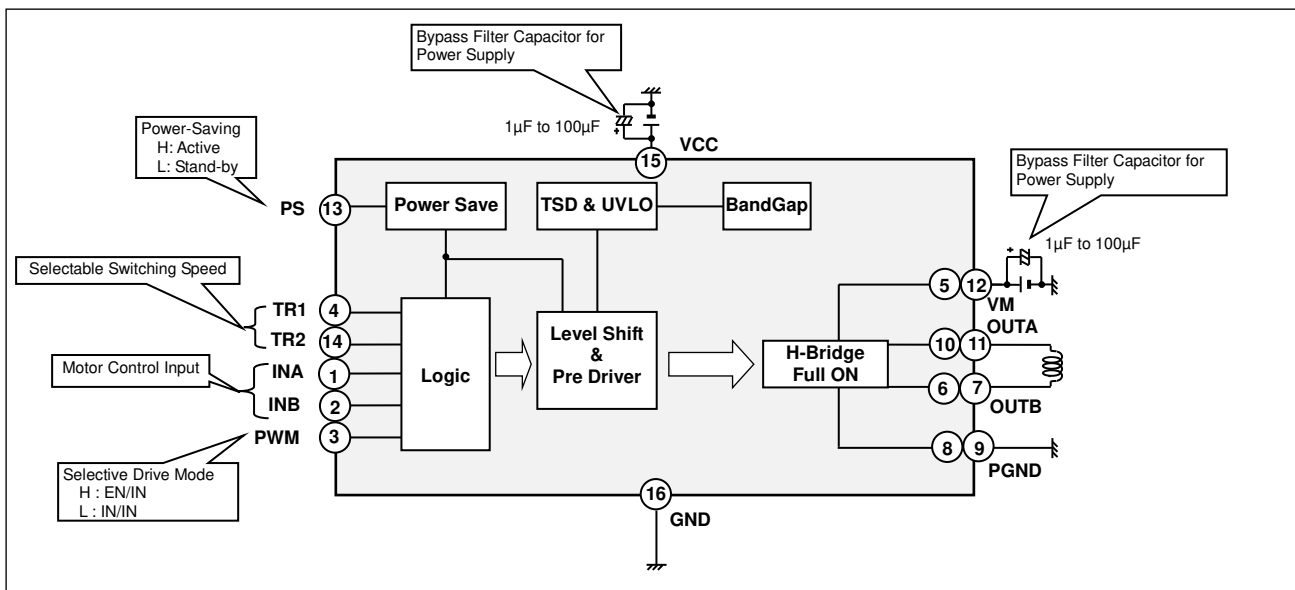 Bypass Filter Capacitor for
Power Supply
1µF to 100µF
VCC
15
Power-Saving
H: Active
L: Stand-by
PS
13
Power Save
TSD & UVLO
BandGap
Bypass Filter Capacitor for
Power Supply
1µF to 100µF
5
12
VM
Selectable Switching Speed
TR1
4
TR2
14
Motor Control Input
INA
1
INB
2
PWM
3
Selective Drive Mode
H : EN/IN
L : IN/IN
Logic
Level Shift
&
Pre Driver
H-Bridge
Full ON
OUTA
10
11
6
7
OUTB
8
9
PGND
16
GND
+
+